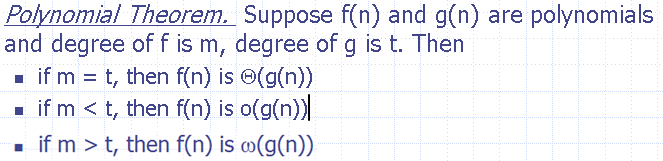 Polynomial Theorem. Suppose f(n) and g(n) are polynomials
and degree of f is m, degree of g is t. Then
▪ if m = t, then f(n) is Θ(g(n))
▪ if m < t, then f(n) is o(g(n))
▪ if m > t, then f(n) is ω(g(n))